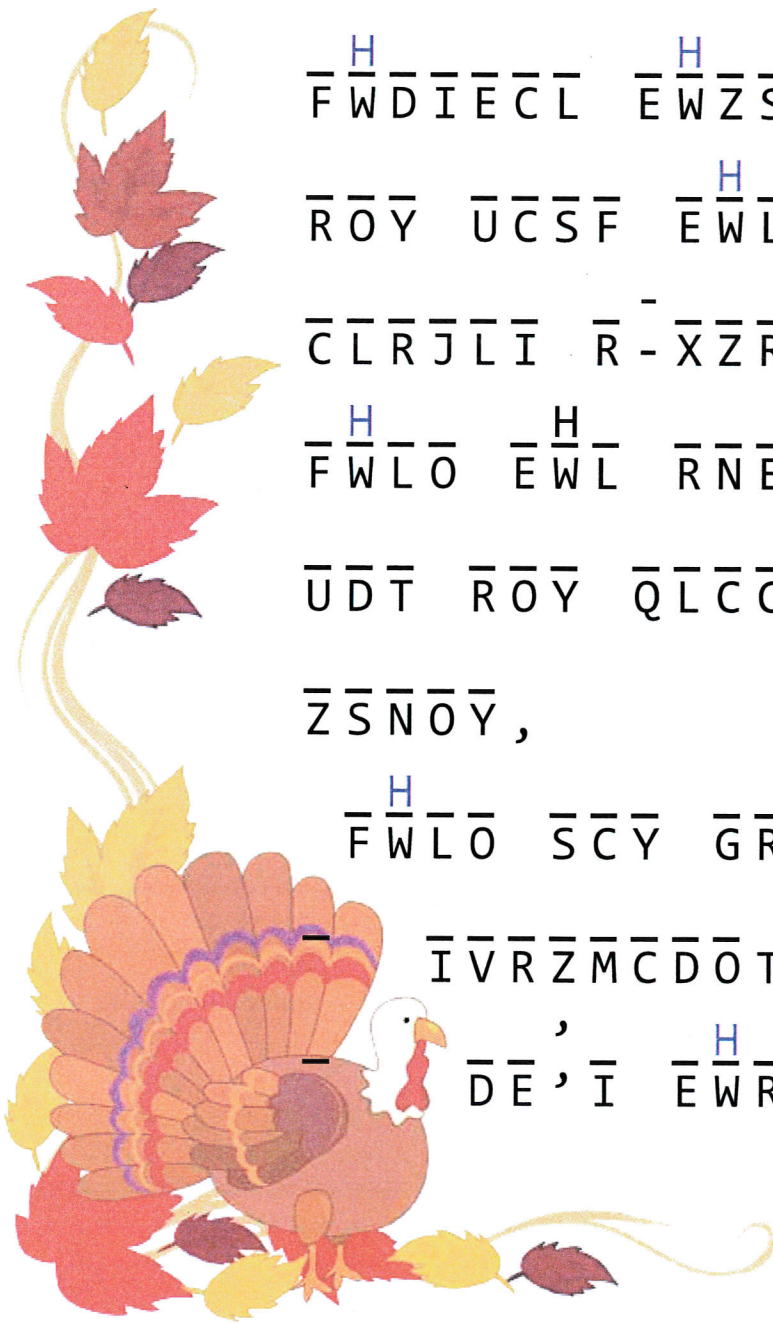 H H
FWDIECL EWZS
H
ROY UCSF EWL
-
CLRJLI R-XZR
H H
FWLO EWL RNE
UDT ROY QLCC
ZSNOY,
H
FWLO SCY GR
IVRZMCDOT
, H
DE'I EWR